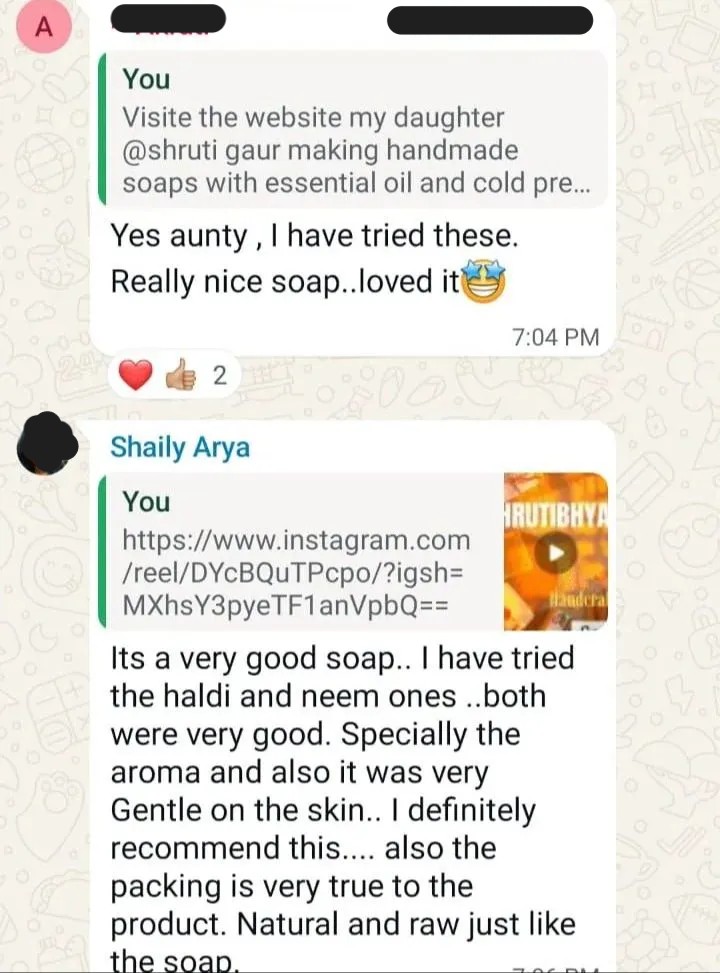 A
You
Visite the website my daughter
@shruti gaur making handmade
soaps with essential oil and cold pre...
Yes aunty , I have tried these.
Really nice soap..loved it🤩
7:04 PM
❤️ 👍🏼 2
Shaily Arya
You
https://www.instagram.com
/reel/DYcBQuTPcpo/?igsh=
MXhsY3pyeTF1anVpbQ==
HRUTIBHYA
Handcra
Its a very good soap.. I have tried
the haldi and neem ones ..both
were very good. Specially the
aroma and also it was very
Gentle on the skin.. I definitely
recommend this.... also the
packing is very true to the
product. Natural and raw just like
the soap.